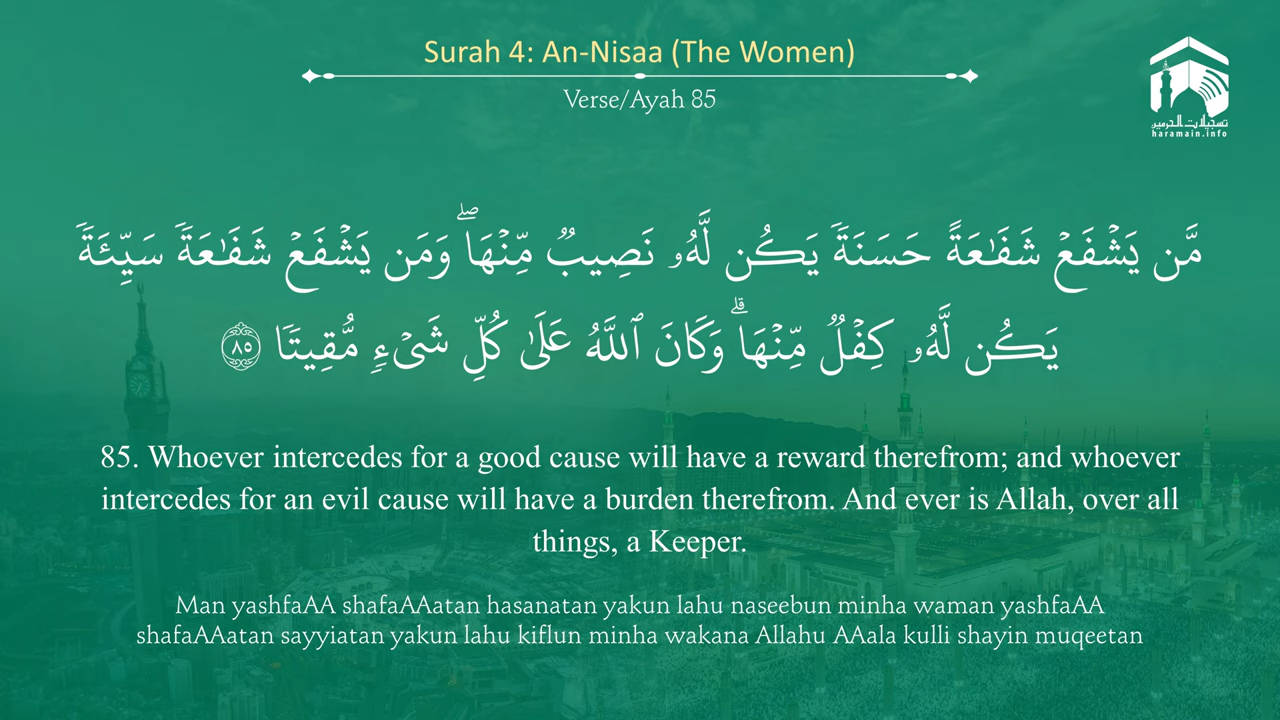 Surah 4: An-Nisaa (The Women)
Verse/Ayah 85
تسجيلات الحرمين
haramain.info
مَّن يَشْفَعْ شَفَـٰعَةً حَسَنَةً يَكُن لَّهُۥ نَصِيبٌ مِّنْهَا ۖ وَمَن يَشْفَعْ شَفَـٰعَةً سَيِّئَةً
يَكُن لَّهُۥ كِفْلٌ مِّنْهَا ۗ وَكَانَ ٱللَّهُ عَلَىٰ كُلِّ شَىْءٍ مُّقِيتًا ٨٥
85. Whoever intercedes for a good cause will have a reward therefrom; and whoever
intercedes for an evil cause will have a burden therefrom. And ever is Allah, over all
things, a Keeper.
Man yashfaAA shafaAAatan hasanatan yakun lahu naseebun minha waman yashfaAA
shafaAAatan sayyiatan yakun lahu kiflun minha wakana Allahu AAala kulli shayin muqeetan